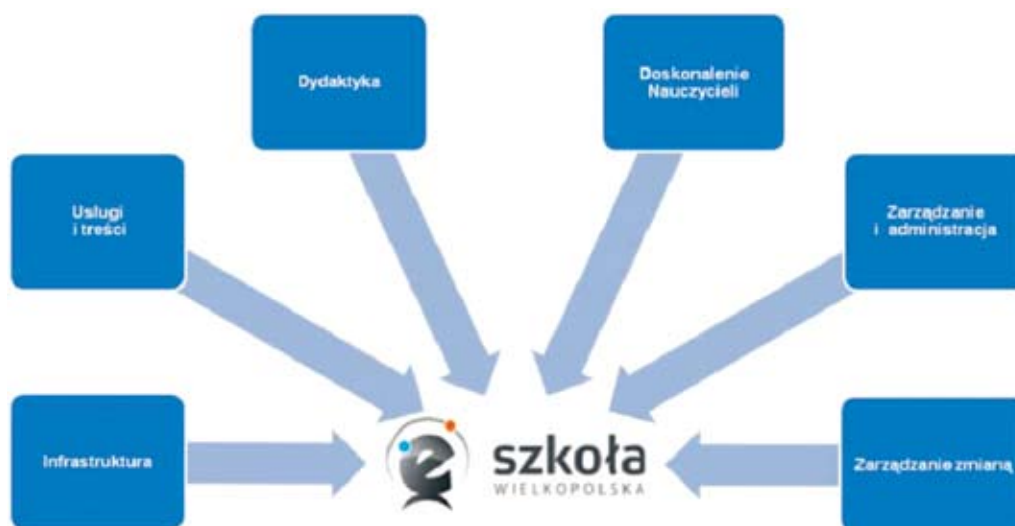 Dydaktyka
Doskonalenie
Nauczycieli
Usługi
i treści
Zarządzanie
i administracja
Infrastruktura
e szkoła
WIELKOPOLSKA
Zarządzanie zmianą